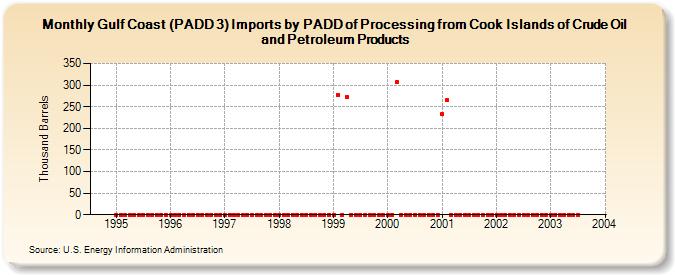 Monthly Gulf Coast (PADD 3) Imports by PADD of Processing from Cook Islands of Crude Oil
and Petroleum Products
Thousand Barrels
350
300
250
200
150
100
50
0
1995 1996 1997 1998 1999 2000 2001 2002 2003 2004
Source: U.S. Energy Information Administration